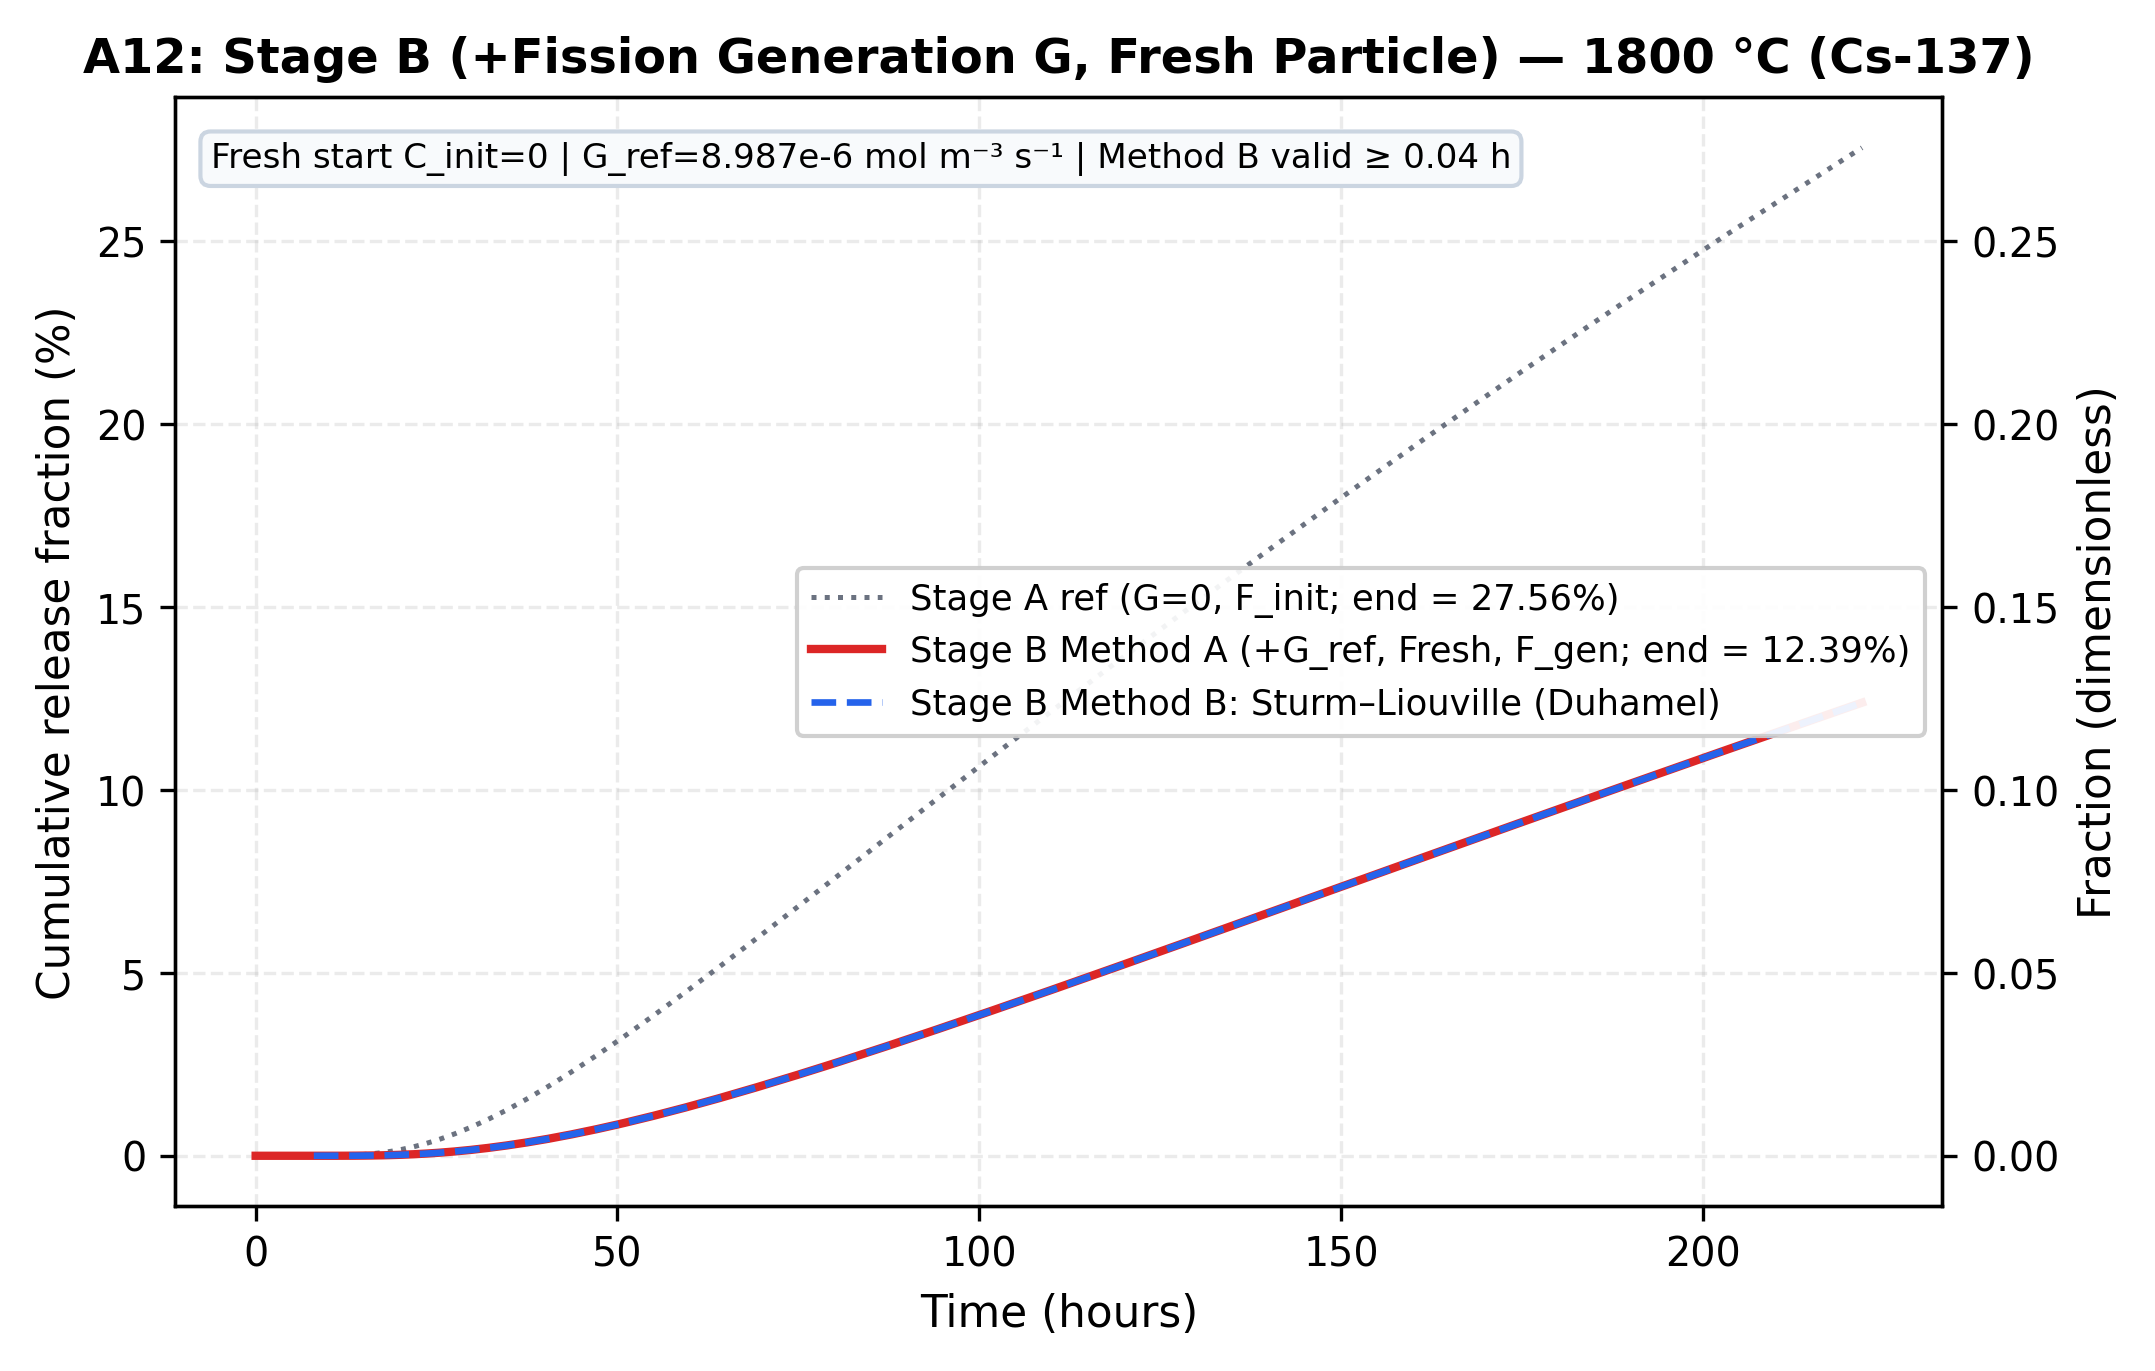 A12: Stage B (+Fission Generation G, Fresh Particle) — 1800 °C (Cs-137)
Fresh start C_init=0 | G_ref=8.987e-6 mol m⁻³ s⁻¹ | Method B valid ≥ 0.04 h
Cumulative release fraction (%)
25
20
15
10
5
0
Stage A ref (G=0, F_init; end = 27.56%)
Stage B Method A (+G_ref, Fresh, F_gen; end = 12.39%)
Stage B Method B: Sturm–Liouville (Duhamel)
0.25
0.20
0.15
0.10
0.05
0.00
Fraction (dimensionless)
0
50
100
150
200
Time (hours)